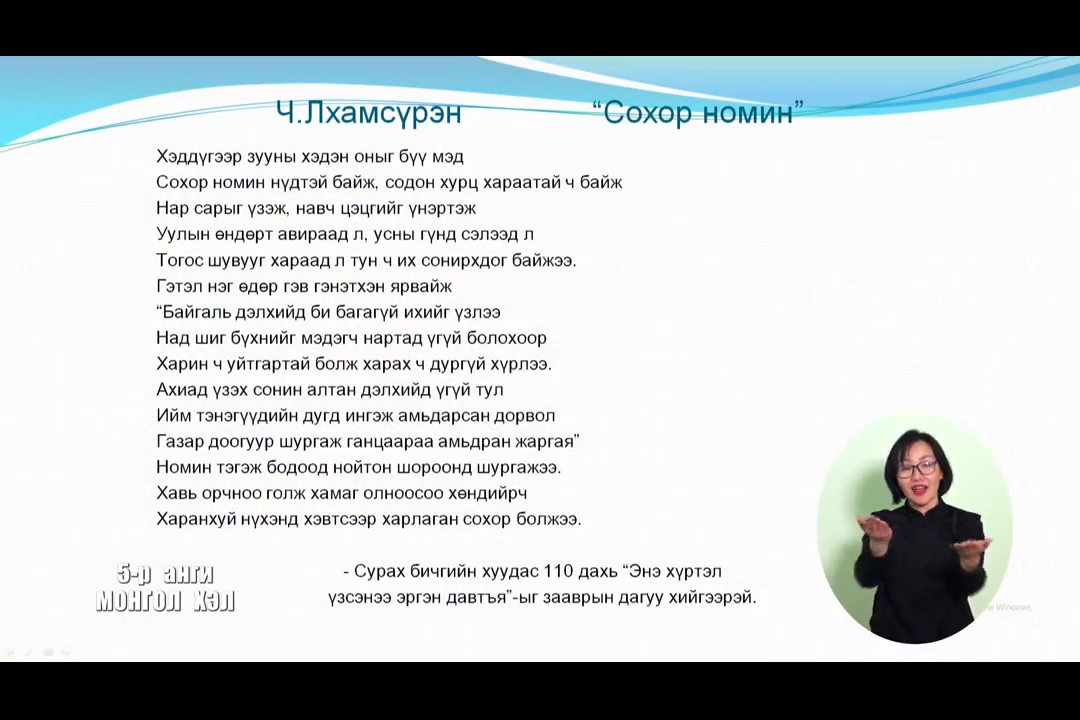 Ч.Лхамсүрэн “Сохор номин”
Хэддүгээр зууны хэдэн оныг бүү мэд
Сохор номин нүдтэй байж, содон хурц хараатай ч байж
Нар сарыг үзэж, навч цэцгийг үнэртэж
Уулын өндөрт авираад л, усны гүнд сэлээд л
Тогос шувууг хараад л тун ч их сонирхдог байжээ.
Гэтэл нэг өдөр гэв гэнэтхэн ярвайж
“Байгаль дэлхийд би багагүй ихийг үзлээ
Над шиг бүхнийг мэдэгч нартад үгүй болохоор
Харин ч уйтгартай болж харах ч дургүй хүрлээ.
Ахиад үзэх сонин алтан дэлхийд үгүй тул
Ийм тэнэгүүдийн дугд ингэж амьдарсан дорвол
Газар доогуур шургаж ганцаараа амьдран жаргая”
Номин тэгэж бодоод нойтон шороонд шургажээ.
Хавь орчноо голж хамаг олноосоо хөндийрч
Харанхуй нүхэнд хэвтсээр харлаган сохор болжээ.
- Сурах бичгийн хуудас 110 дахь “Энэ хүртэл
үзсэнээ эргэн давтъя”-ыг зааврын дагуу хийгээрэй.
5-р анги
МОНГОЛ ХЭЛ
Windows.